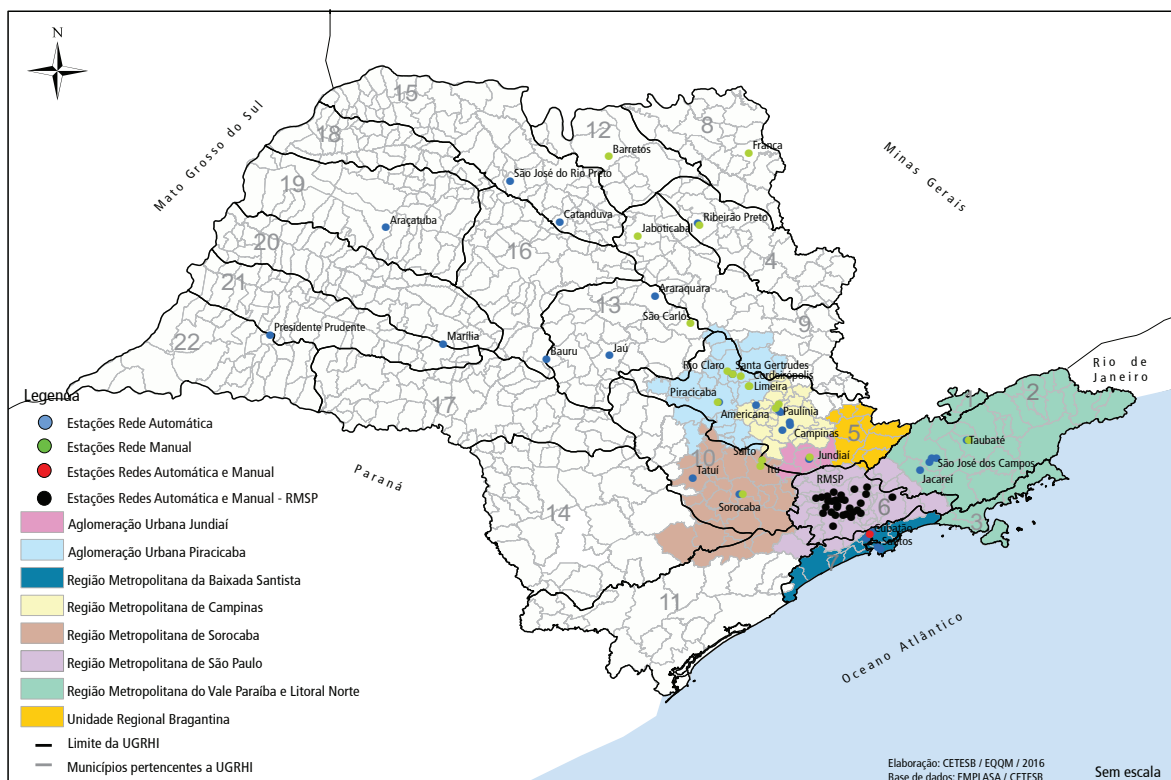 N
15
18
12
8
Mato Grosso do Sul
Barretos
Franca
Minas Gerais
19
São José do Rio Preto
Araçatuba
Catanduva
Ribeirão Preto
Jaboticabal
20
16
4
21
Araraquara
13
São Carlos
9
22
Presidente Prudente
Marília
Bauru
Jaú
Rio Claro
Santa Gertrudes
Cordeirópolis
Limeira
Piracicaba
Americana
Paulínia
Campinas
17
5
1
2
Rio de
Janeiro
Taubaté
São José dos Campos
Jacareí
Salto
Itu
Jundiaí
10
Tatuí
Sorocaba
RMSP
6
3
Paraná
14
Cubatão
Santos
7
11
Oceano Atlântico
Legenda
Estações Rede Automática
Estações Rede Manual
Estações Redes Automática e Manual
Estações Redes Automática e Manual - RMSP
Aglomeração Urbana Jundiaí
Aglomeração Urbana Piracicaba
Região Metropolitana da Baixada Santista
Região Metropolitana de Campinas
Região Metropolitana de Sorocaba
Região Metropolitana de São Paulo
Região Metropolitana do Vale Paraíba e Litoral Norte
Unidade Regional Bragantina
Limite da UGRHI
Municípios pertencentes a UGRHI
Elaboração: CETESB / EQQM / 2016
Base de dados: EMPLASA / CETESB
Sem escala